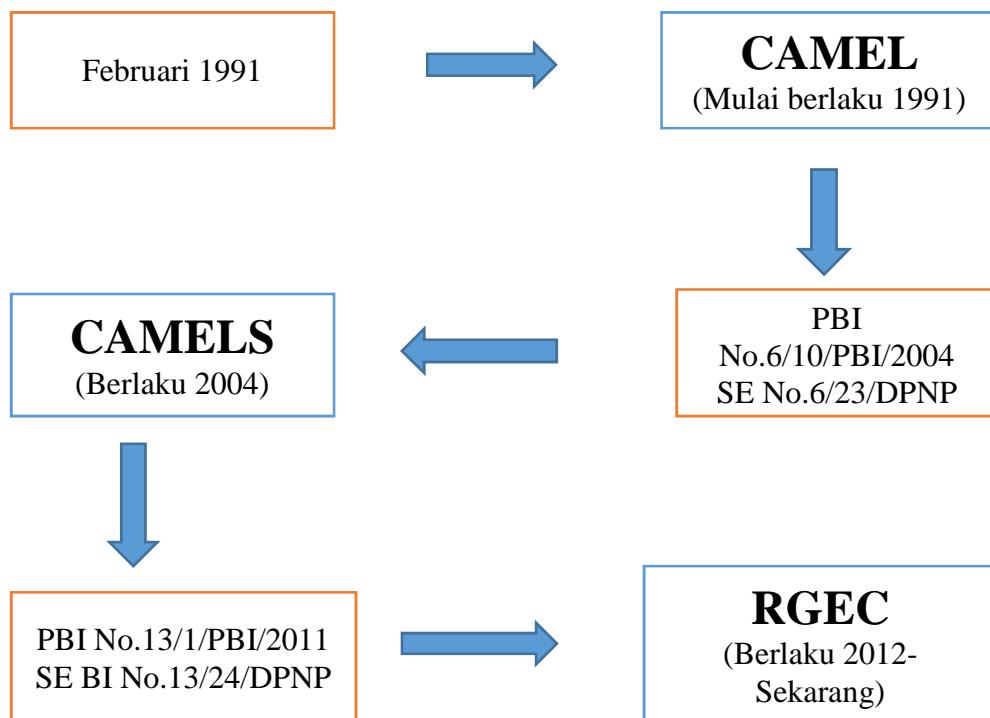 Februari 1991
CAMEL
(Mulai berlaku 1991)
PBI
No.6/10/PBI/2004
SE No.6/23/DPNP
CAMELS
(Berlaku 2004)
PBI No.13/1/PBI/2011
SE BI No.13/24/DPNP
RGEC
(Berlaku 2012-
Sekarang)